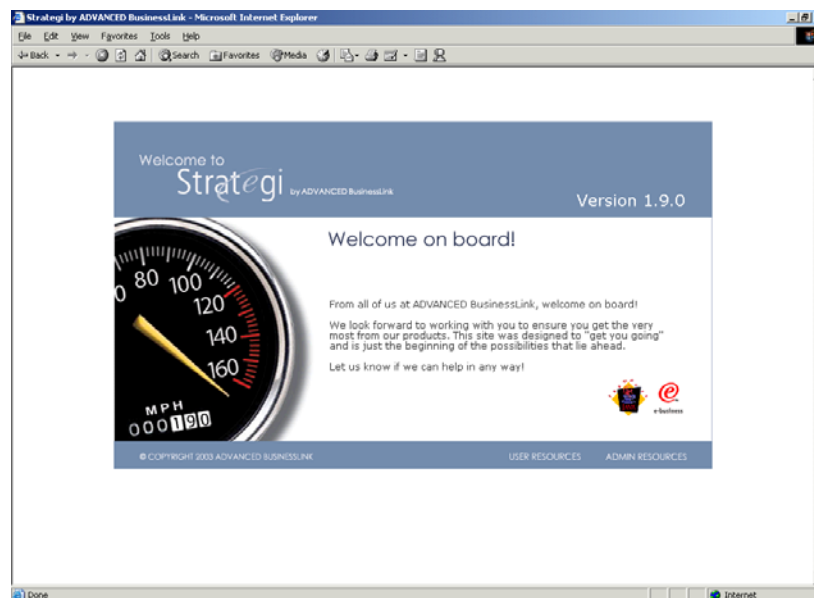 Strategi by ADVANCED BusinessLink - Microsoft Internet Explorer
File Edit View Favorites Tools Help
Back Search Favorites Media
Welcome to
Strategi by ADVANCED BusinessLink
Version 1.9.0
Welcome on board!
0 80 100
120
140
160
MPH
000190
From all of us at ADVANCED BusinessLink, welcome on board!
We look forward to working with you to ensure you get the very
most from our products. This site was designed to "get you going"
and is just the beginning of the possibilities that lie ahead.
Let us know if we can help in any way!
e
e-business
© COPYRIGHT 2003 ADVANCED BUSINESSLINK USER RESOURCES ADMIN RESOURCES
Done Internet